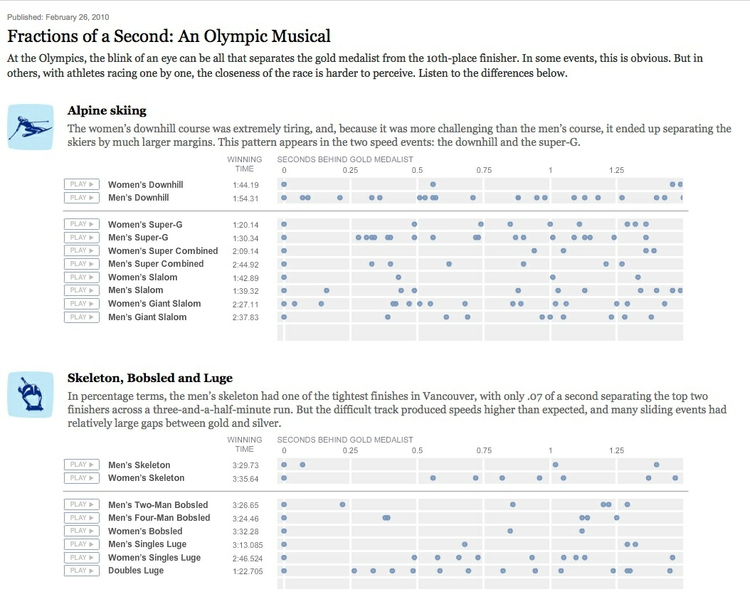 Published: February 26, 2010
Fractions of a Second: An Olympic Musical
At the Olympics, the blink of an eye can be all that separates the gold medalist from the 10th-place finisher. In some events, this is obvious. But in
others, with athletes racing one by one, the closeness of the race is harder to perceive. Listen to the differences below.
Alpine skiing
The women's downhill course was extremely tiring, and, because it was more challenging than the men's course, it ended up separating the
skiers by much larger margins. This pattern appears in the two speed events: the downhill and the super-G.
WINNING TIME SECONDS BEHIND GOLD MEDALIST
0 0.25 0.5 0.75 1 1.25
PLAY Women's Downhill 1:44.19
PLAY Men's Downhill 1:54.31
PLAY Women's Super-G 1:20.14
PLAY Men's Super-G 1:30.34
PLAY Women's Super Combined 2:09.14
PLAY Men's Super Combined 2:44.92
PLAY Women's Slalom 1:42.89
PLAY Men's Slalom 1:39.32
PLAY Women's Giant Slalom 2:27.11
PLAY Men's Giant Slalom 2:37.83
Skeleton, Bobsled and Luge
In percentage terms, the men's skeleton had one of the tightest finishes in Vancouver, with only .07 of a second separating the top two
finishers across a three-and-a-half-minute run. But the difficult track produced speeds higher than expected, and many sliding events had
relatively large gaps between gold and silver.
WINNING TIME SECONDS BEHIND GOLD MEDALIST
0 0.25 0.5 0.75 1 1.25
PLAY Men's Skeleton 3:29.73
PLAY Women's Skeleton 3:35.64
PLAY Men's Two-Man Bobsled 3:26.65
PLAY Men's Four-Man Bobsled 3:24.46
PLAY Women's Bobsled 3:32.28
PLAY Men's Singles Luge 3:13.085
PLAY Women's Singles Luge 2:46.524
PLAY Doubles Luge 1:22.705